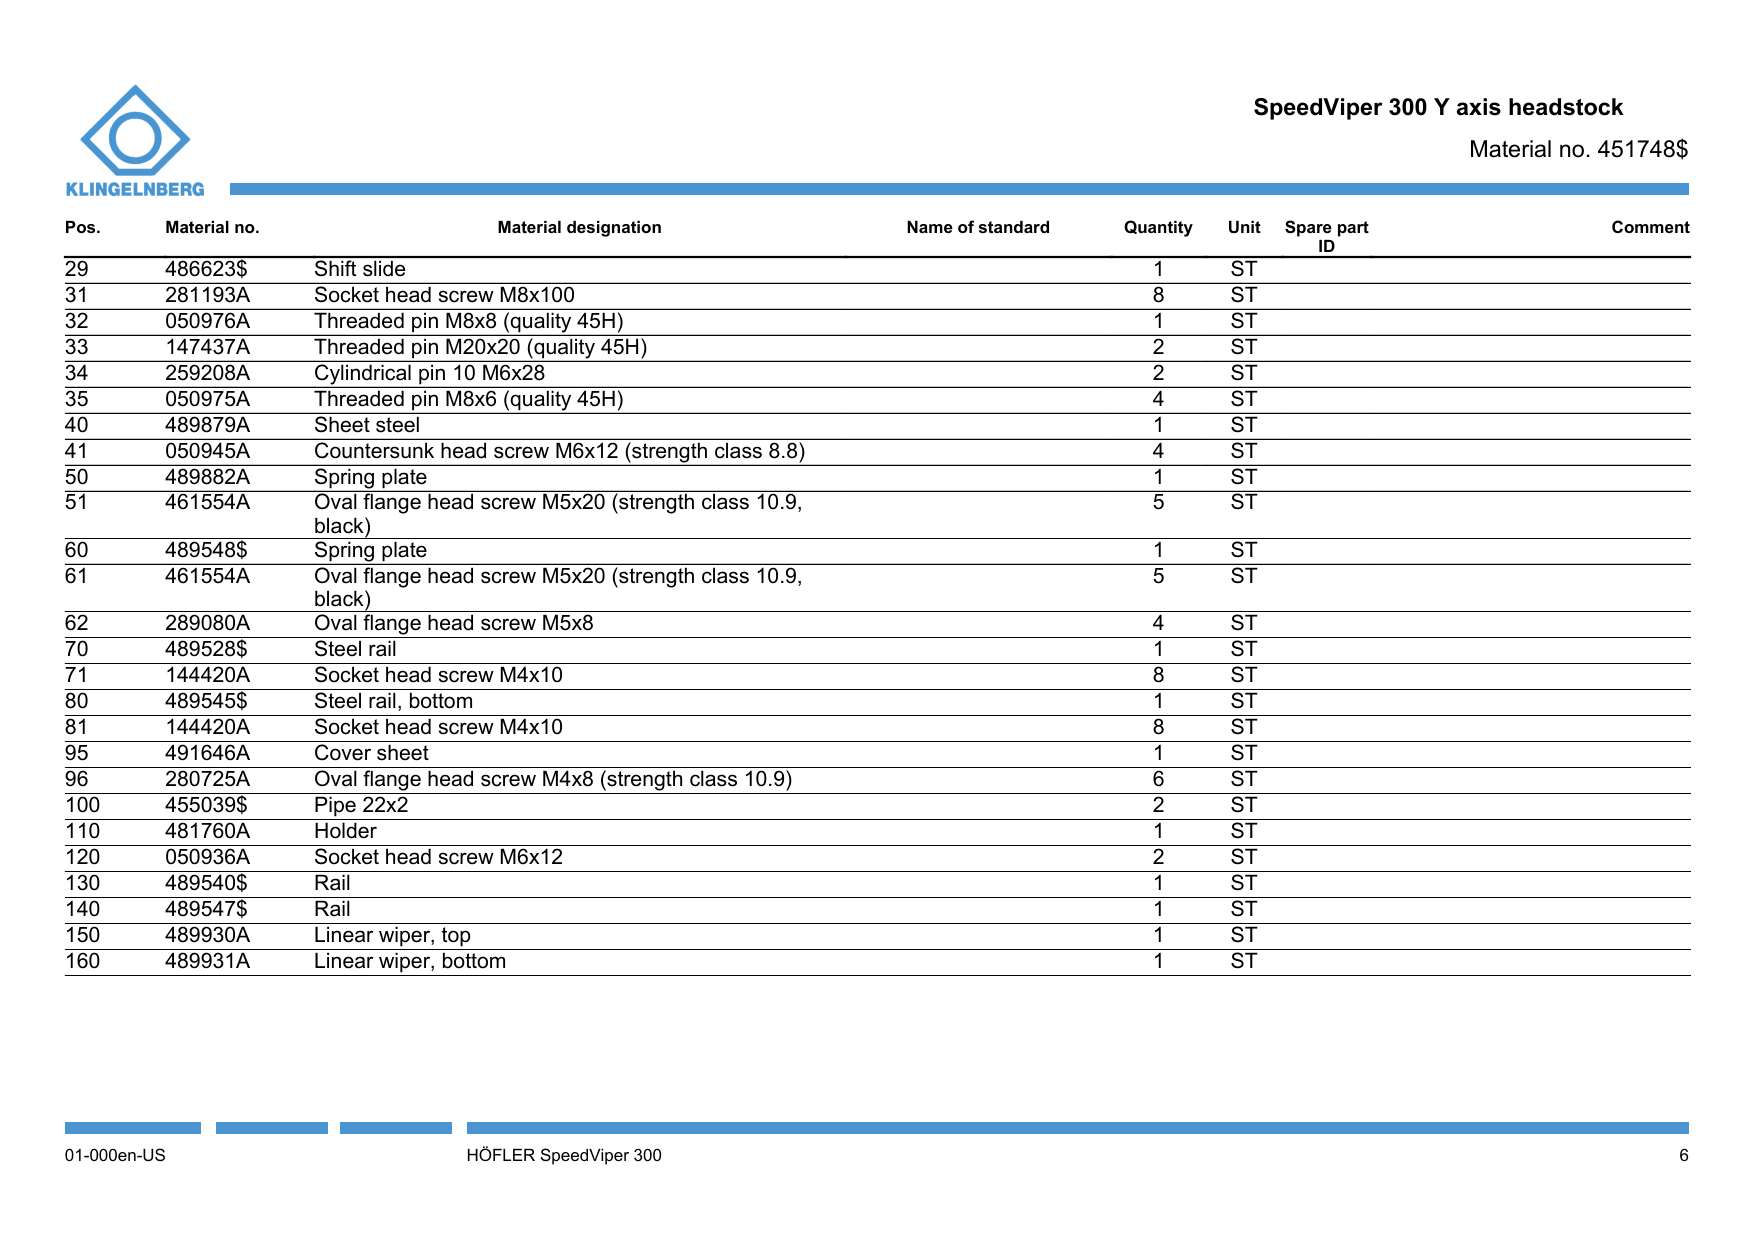 SpeedViper 300 Y axis headstock
Material no. 451748$
KLINGELNBERG
Pos. Material no. Material designation Name of standard Quantity Unit Spare part Comment
ID
29 486623$ Shift slide 1 ST
31 281193A Socket head screw M8x100 8 ST
32 050976A Threaded pin M8x8 (quality 45H) 1 ST
33 147437A Threaded pin M20x20 (quality 45H) 2 ST
34 259208A Cylindrical pin 10 M6x28 2 ST
35 050975A Threaded pin M8x6 (quality 45H) 4 ST
40 489879A Sheet steel 1 ST
41 050945A Countersunk head screw M6x12 (strength class 8.8) 4 ST
50 489882A Spring plate 1 ST
51 461554A Oval flange head screw M5x20 (strength class 10.9, 5 ST
black)
60 489548$ Spring plate 1 ST
61 461554A Oval flange head screw M5x20 (strength class 10.9, 5 ST
black)
62 289080A Oval flange head screw M5x8 4 ST
70 489528$ Steel rail 1 ST
71 144420A Socket head screw M4x10 8 ST
80 489545$ Steel rail, bottom 1 ST
81 144420A Socket head screw M4x10 8 ST
95 491646A Cover sheet 1 ST
96 280725A Oval flange head screw M4x8 (strength class 10.9) 6 ST
100 455039$ Pipe 22x2 2 ST
110 481760A Holder 1 ST
120 050936A Socket head screw M6x12 2 ST
130 489540$ Rail 1 ST
140 489547$ Rail 1 ST
150 489930A Linear wiper, top 1 ST
160 489931A Linear wiper, bottom 1 ST
01-000en-US HÖFLER SpeedViper 300 6